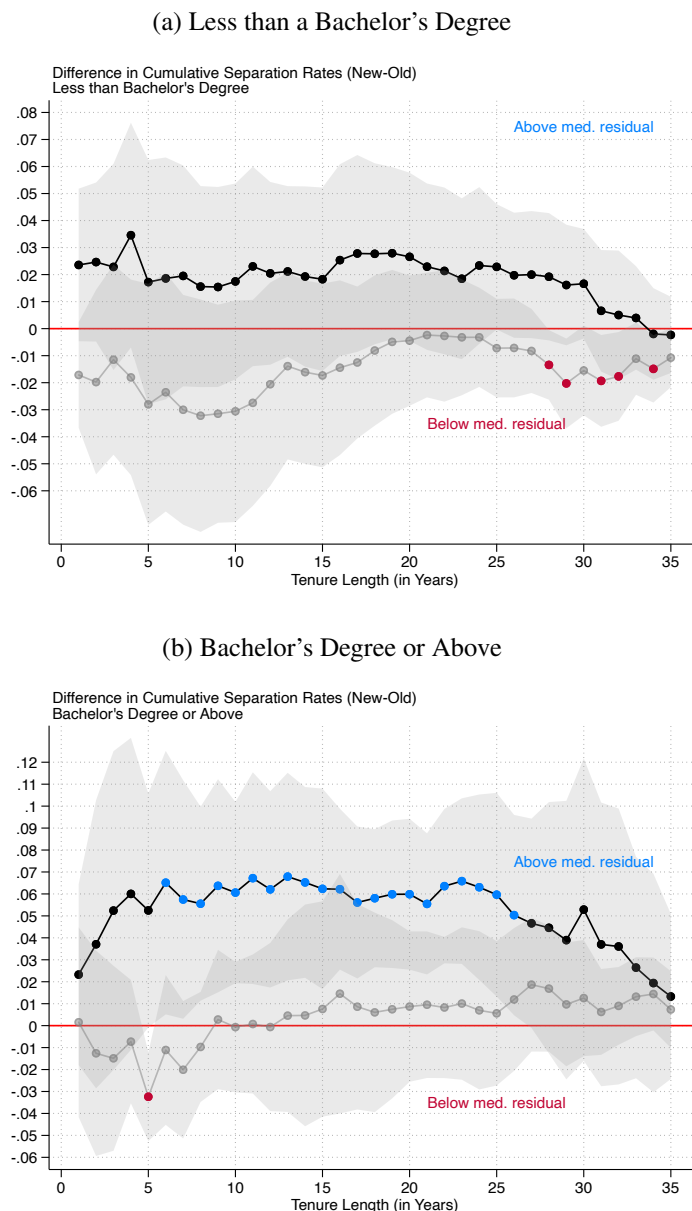 (a) Less than a Bachelor’s Degree
Difference in Cumulative Separation Rates (New-Old)
Less than Bachelor's Degree
.08
.07
.06
.05
.04
.03
.02
.01
0
-.01
-.02
-.03
-.04
-.05
-.06
Above med. residual
Below med. residual
0 5 10 15 20 25 30 35
Tenure Length (in Years)
(b) Bachelor’s Degree or Above
Difference in Cumulative Separation Rates (New-Old)
Bachelor's Degree or Above
.12
.11
.1
.09
.08
.07
.06
.05
.04
.03
.02
.01
0
-.01
-.02
-.03
-.04
-.05
-.06
Above med. residual
Below med. residual
0 5 10 15 20 25 30 35
Tenure Length (in Years)